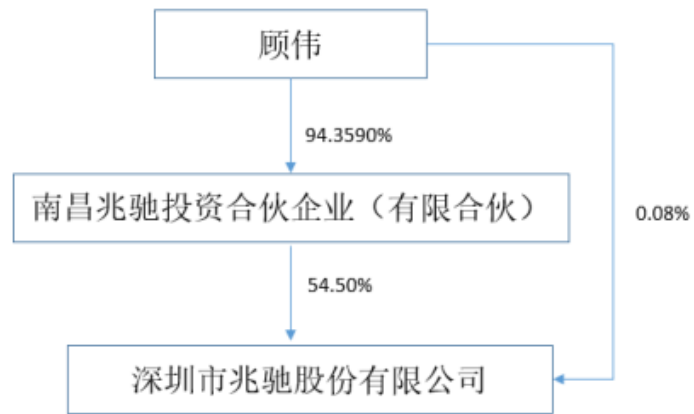 顾伟
94.3590%
南昌兆驰投资合伙企业（有限合伙）
0.08%
54.50%
深圳市兆驰股份有限公司